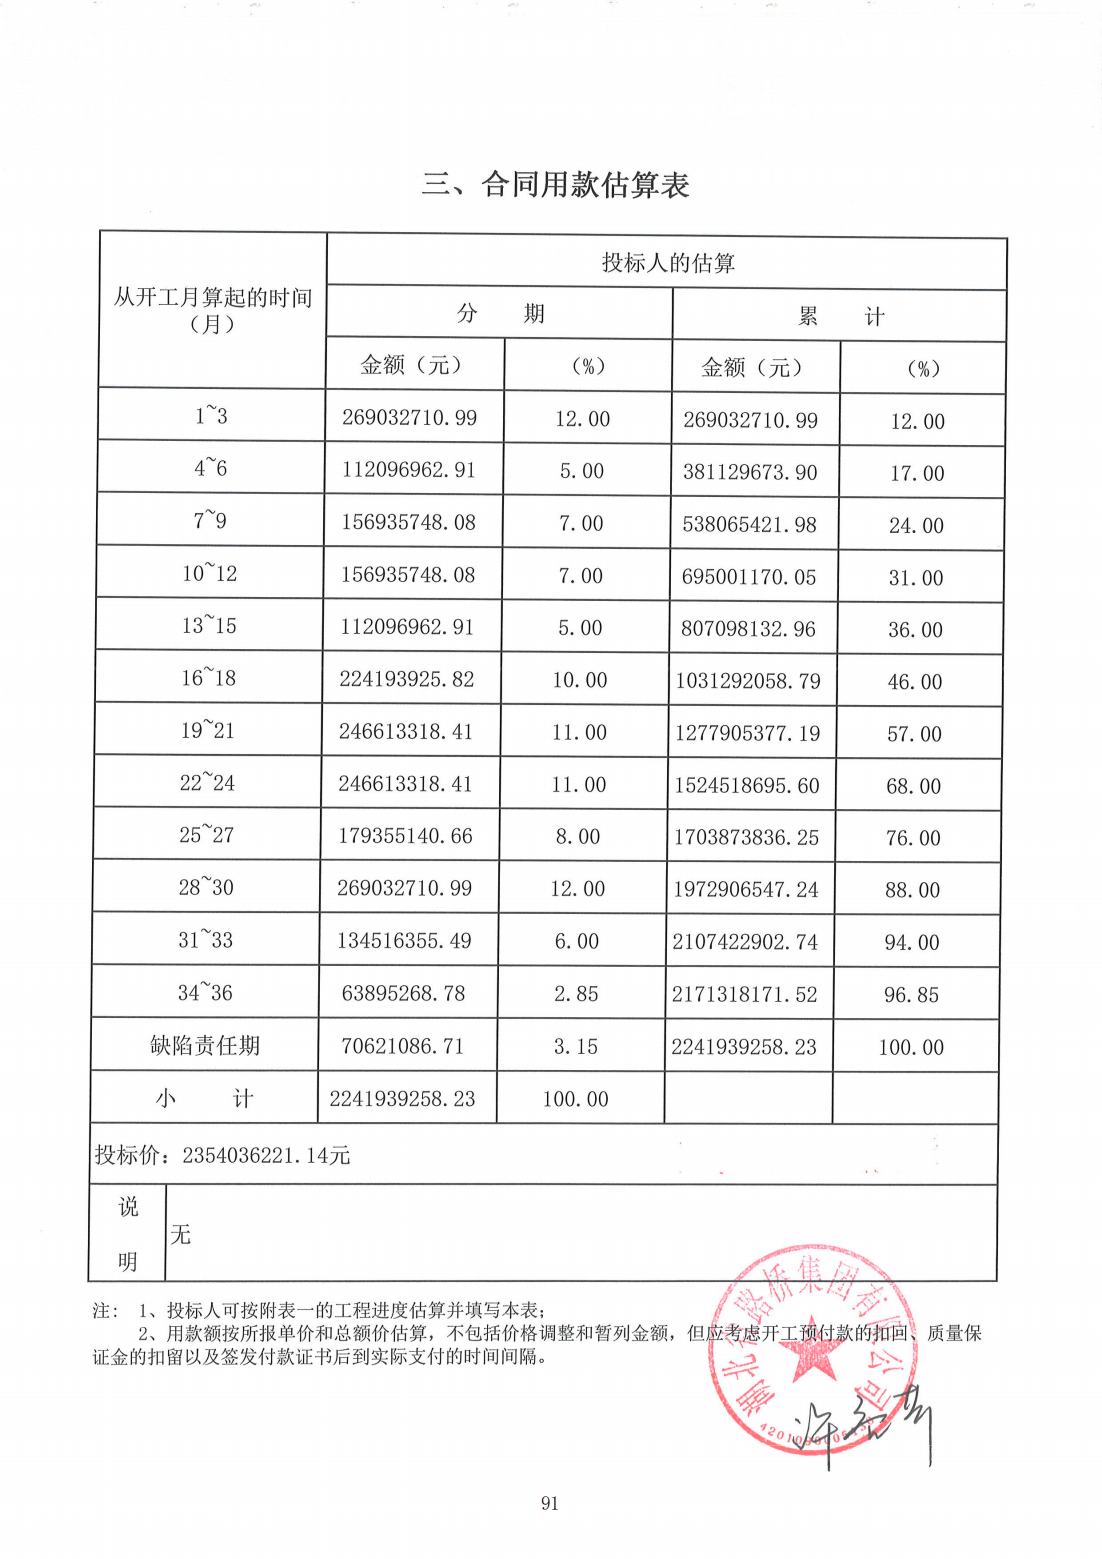 三、合同用款估算表
从开工月算起的时间
（月）
投标人的估算
分 期
累 计
金额（元） （%） 金额（元） （%）
1~3 269032710.99 12.00 269032710.99 12.00
4~6 112096962.91 5.00 381129673.90 17.00
7~9 156935748.08 7.00 538065421.98 24.00
10~12 156935748.08 7.00 695001170.05 31.00
13~15 112096962.91 5.00 807098132.96 36.00
16~18 224193925.82 10.00 1031292058.79 46.00
19~21 246613318.41 11.00 1277905377.19 57.00
22~24 246613318.41 11.00 1524518695.60 68.00
25~27 179355140.66 8.00 1703873836.25 76.00
28~30 269032710.99 12.00 1972906547.24 88.00
31~33 134516355.49 6.00 2107422902.74 94.00
34~36 63895268.78 2.85 2171318171.52 96.85
缺陷责任期 70621086.71 3.15 2241939258.23 100.00
小 计 2241939258.23 100.00
投标价：2354036221.14元
说
明
无
注： 1、投标人可按附表一的工程进度估算并填写本表；
2、用款额按所报单价和总额价估算，不包括价格调整和暂列金额，但应考虑开工预付款的扣回、质量保
证金的扣留以及签发付款证书后到实际支付的时间间隔。
湖北省路桥集团有限公司
91